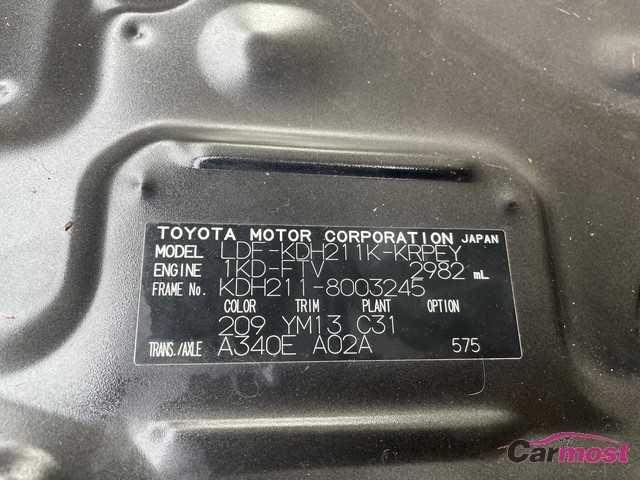 TOYOTA MOTOR CORPORATION JAPAN
MODEL LDF-KDH211K-KRPEY
ENGINE 1KD-FTV 2982 mL
FRAME No. KDH211-8003245
COLOR TRIM PLANT OPTION
209 YM13 C31
TRANS./AXLE A340E A02A 575
Carmost